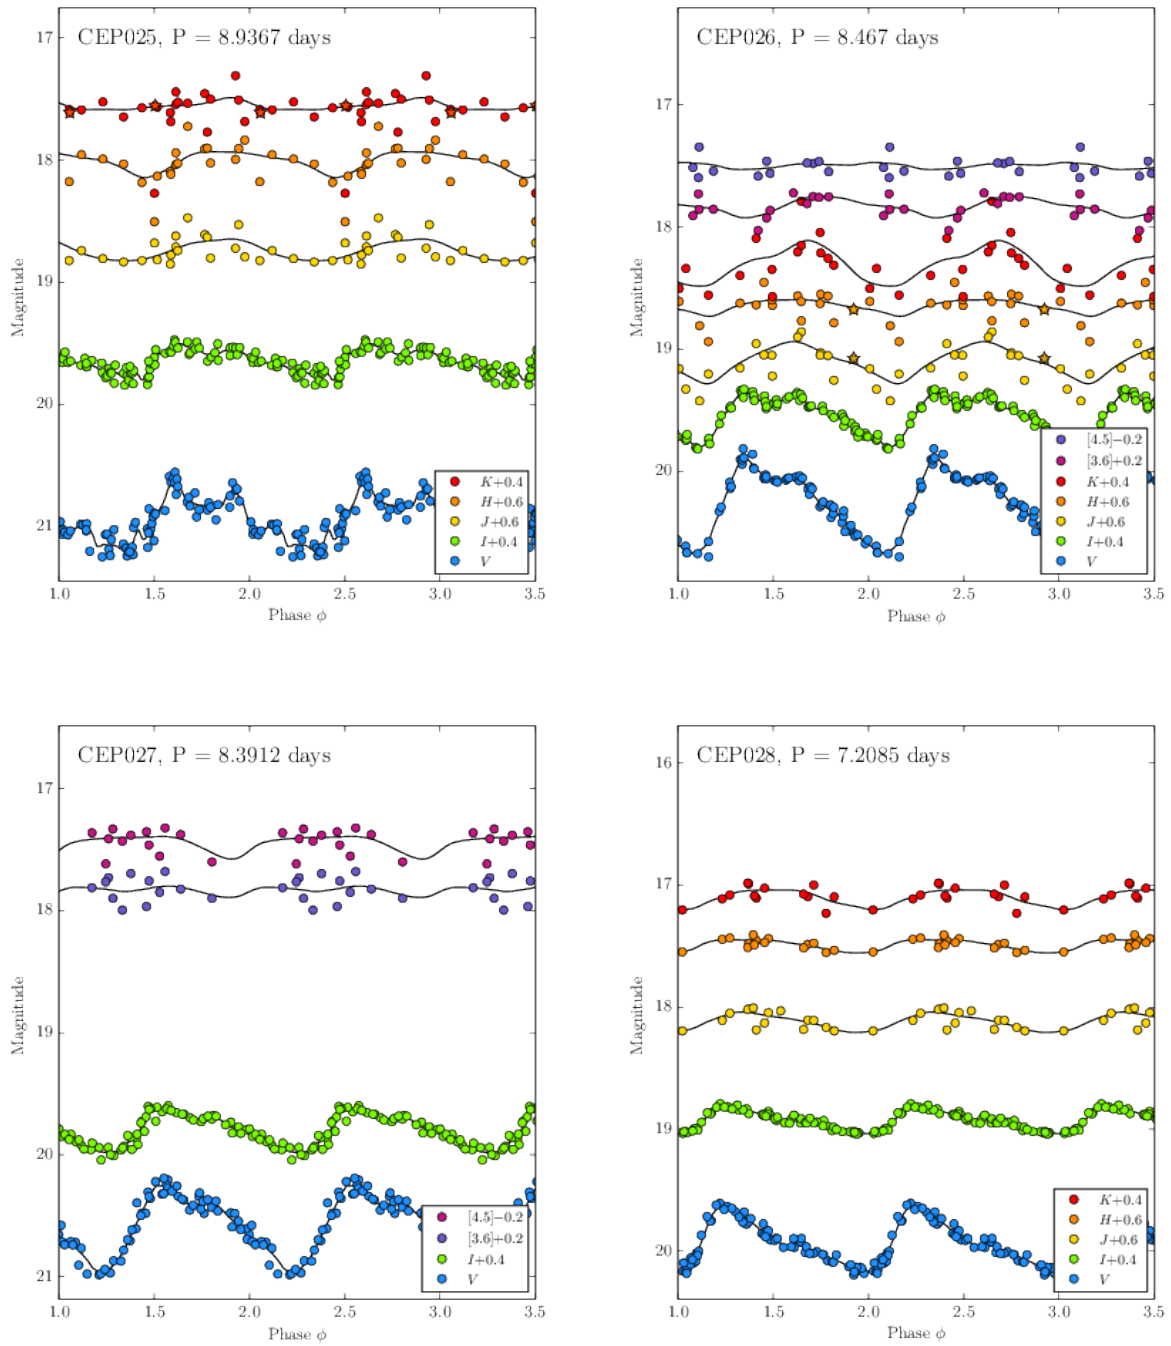 CEP025, P = 8.9367 days
17
18
19
20
21
Magnitude
K+0.4
H+0.6
J+0.6
I+0.4
V
1.0 1.5 2.0 2.5 3.0 3.5
Phase ϕ
CEP026, P = 8.467 days
17
18
19
20
Magnitude
[4.5]−0.2
[3.6]+0.2
K+0.4
H+0.6
J+0.6
I+0.4
V
1.0 1.5 2.0 2.5 3.0 3.5
Phase ϕ
CEP027, P = 8.3912 days
17
18
19
20
21
Magnitude
[4.5]−0.2
[3.6]+0.2
I+0.4
V
1.0 1.5 2.0 2.5 3.0 3.5
Phase ϕ
CEP028, P = 7.2085 days
16
17
18
19
20
Magnitude
K+0.4
H+0.6
J+0.6
I+0.4
V
1.0 1.5 2.0 2.5 3.0 3.5
Phase ϕ